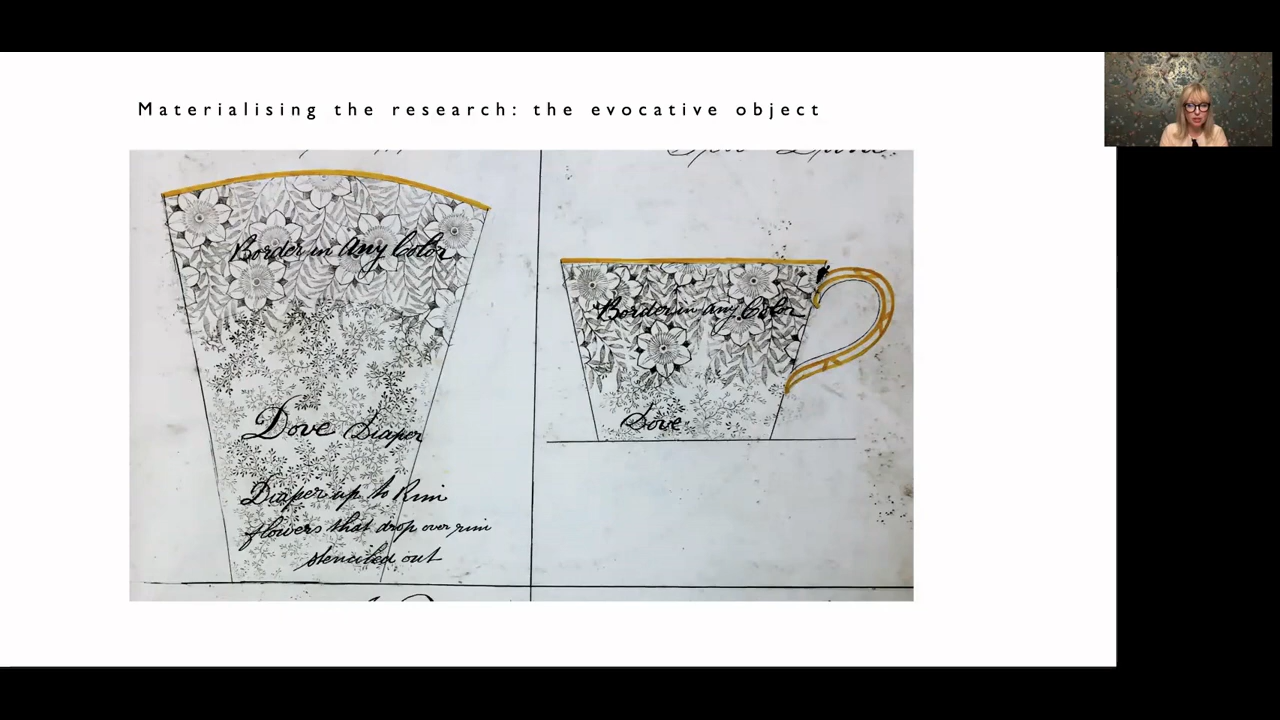 Materialising the research: the evocative object
Border in Any Color
Dove Diaper
Diaper up to Rim
flowers that drop over rim
stenciled out
Border in any Color
Dove